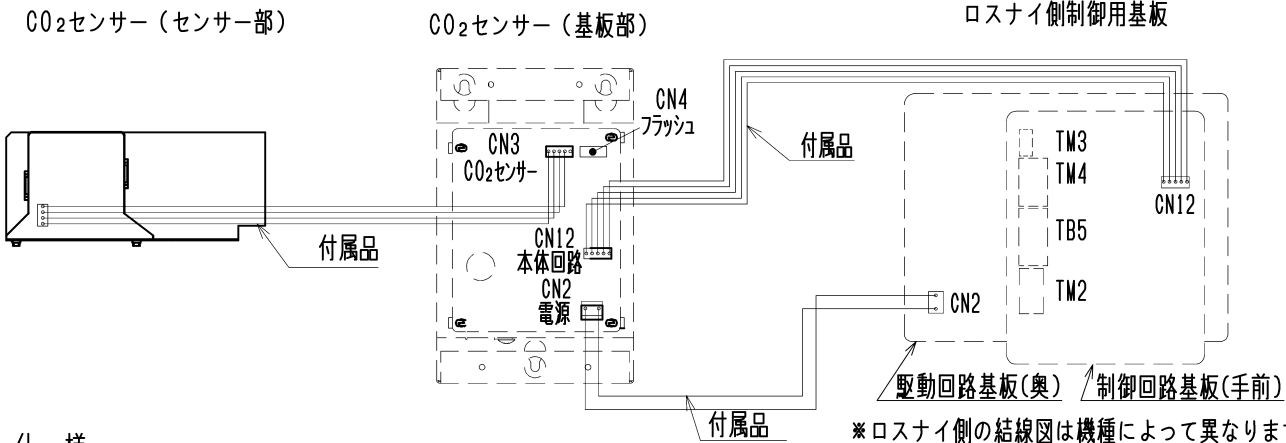 CO₂センサー（センサー部）
CO₂センサー（基板部）
ロスナイ側制御用基板
CN4
フラッシュ
CN3
CO₂センサー
付属品
TM3
TM4
CN12
TB5
付属品
CN12
本体回路
CN2
電源
TM2
CN2
駆動回路基板(奥)
制御回路基板(手前)
付属品
※ロスナイ側の結線図は機種によって異なりま